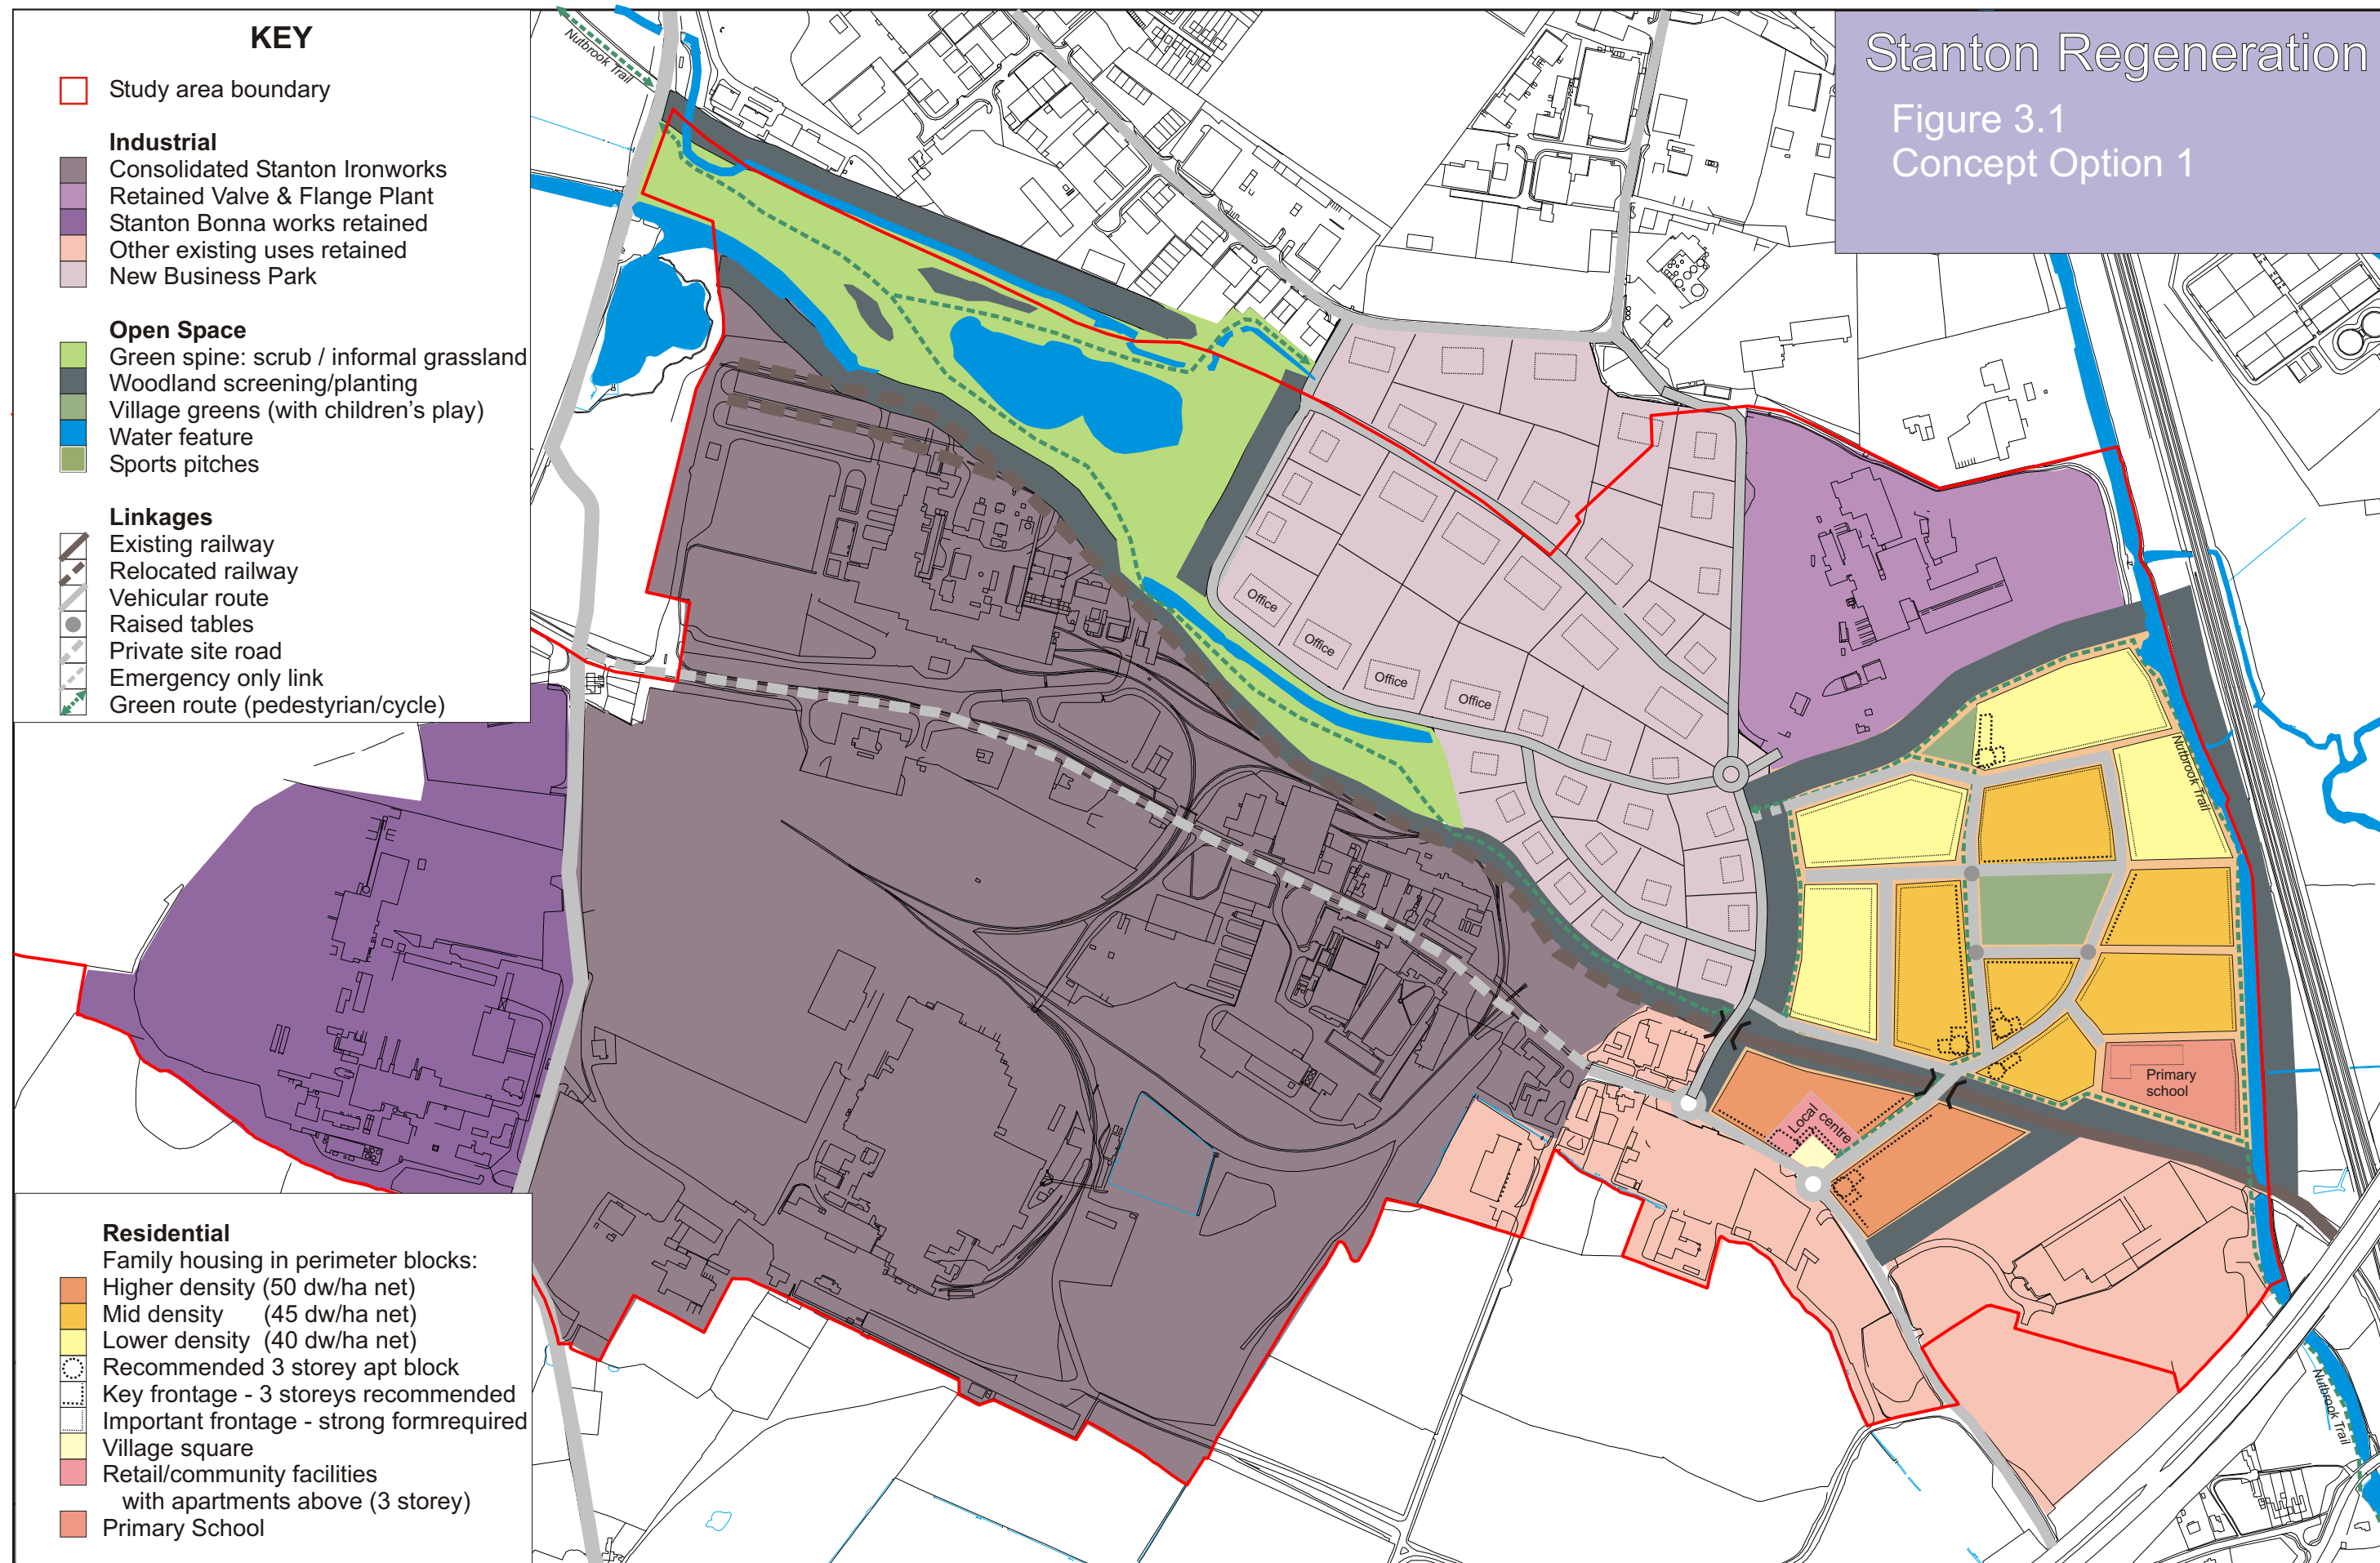 KEY
Study area boundary
Industrial
Consolidated Stanton Ironworks
Retained Valve & Flange Plant
Stanton Bonna works retained
Other existing uses retained
New Business Park
Open Space
Green spine: scrub / informal grassland
Woodland screening/planting
Village greens (with children's play)
Water feature
Sports pitches
Linkages
Existing railway
Relocated railway
Vehicular route
Raised tables
Private site road
Emergency only link
Green route (pedestyrian/cycle)
Residential
Family housing in perimeter blocks:
Higher density (50 dw/ha net)
Mid density (45 dw/ha net)
Lower density (40 dw/ha net)
Recommended 3 storey apt block
Key frontage - 3 storeys recommended
Important frontage - strong formrequired
Village square
Retail/community facilities
with apartments above (3 storey)
Primary School
Stanton Regeneration
Figure 3.1
Concept Option 1
Nutbrook Trail
Office
Office
Office
Office
Nutbrook Trail
Primary
school
Local centre
Nutbrook Trail